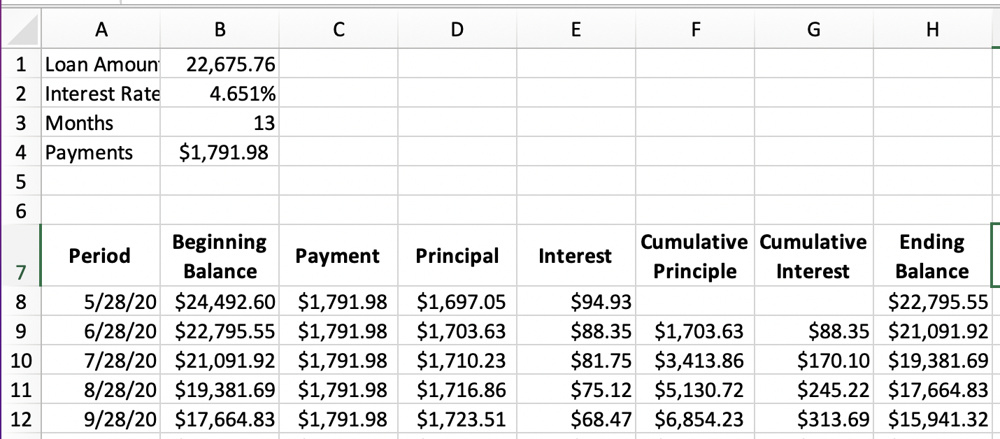 A B C D E F G H
1 Loan Amoun 22,675.76
2 Interest Rate 4.651%
3 Months 13
4 Payments $1,791.98
5
6
7 Period Beginning Balance Payment Principal Interest Cumulative Principle Cumulative Interest Ending Balance
8 5/28/20 $24,492.60 $1,791.98 $1,697.05 $94.93 $22,795.55
9 6/28/20 $22,795.55 $1,791.98 $1,703.63 $88.35 $1,703.63 $88.35 $21,091.92
10 7/28/20 $21,091.92 $1,791.98 $1,710.23 $81.75 $3,413.86 $170.10 $19,381.69
11 8/28/20 $19,381.69 $1,791.98 $1,716.86 $75.12 $5,130.72 $245.22 $17,664.83
12 9/28/20 $17,664.83 $1,791.98 $1,723.51 $68.47 $6,854.23 $313.69 $15,941.32